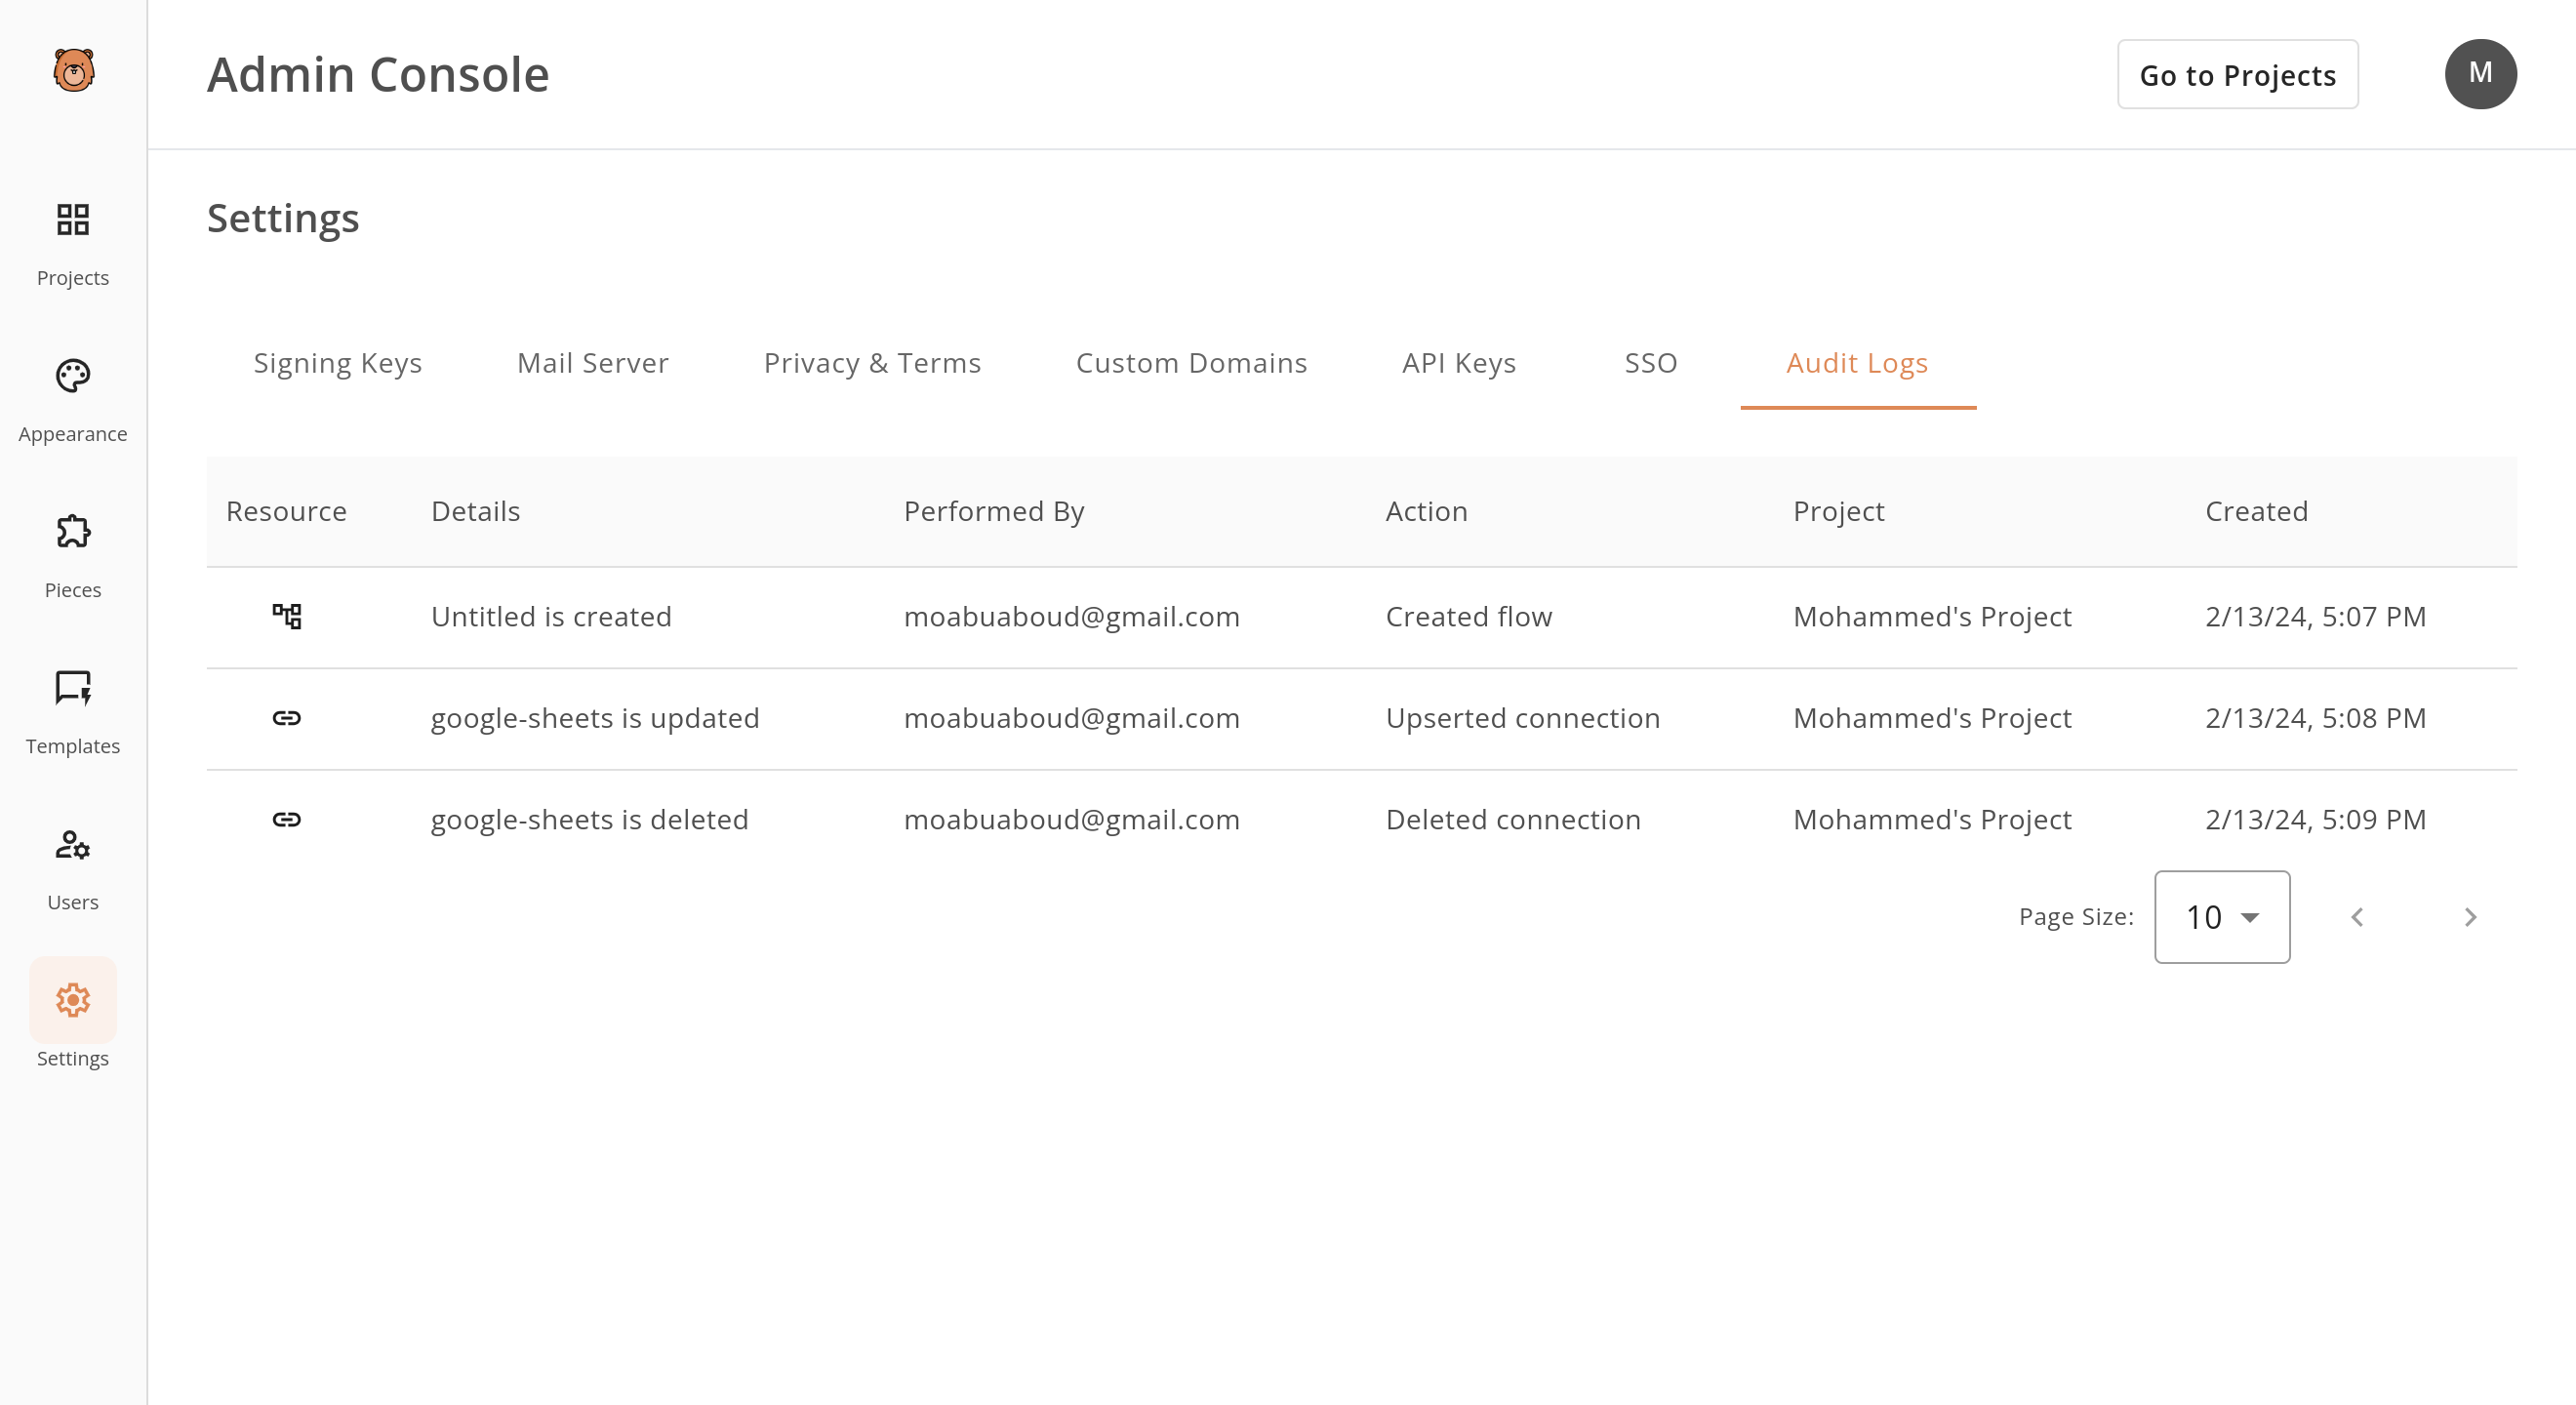 Admin Console
Go to Projects
M
Projects
Appearance
Pieces
Templates
Users
Settings
Settings
Signing Keys Mail Server Privacy & Terms Custom Domains API Keys SSO Audit Logs
Resource Details Performed By Action Project Created
Untitled is created moabuaboud@gmail.com Created flow Mohammed's Project 2/13/24, 5:07 PM
google-sheets is updated moabuaboud@gmail.com Upserted connection Mohammed's Project 2/13/24, 5:08 PM
google-sheets is deleted moabuaboud@gmail.com Deleted connection Mohammed's Project 2/13/24, 5:09 PM
Page Size: 10